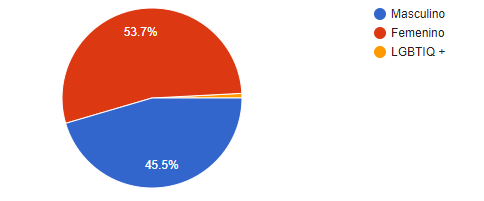 53.7%
45.5%
Masculino
Femenino
LGBTIQ +